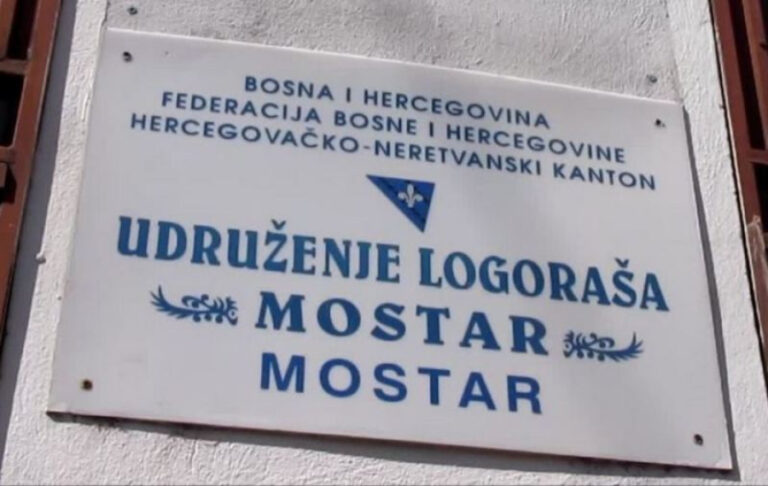 BOSNA I HERCEGOVINA
FEDERACIJA BOSNE I HERCEGOVINE
HERCEGOVAČKO-NERETVANSKI KANTON
UDRUŽENJE LOGORAŠA
MOSTAR
MOSTAR